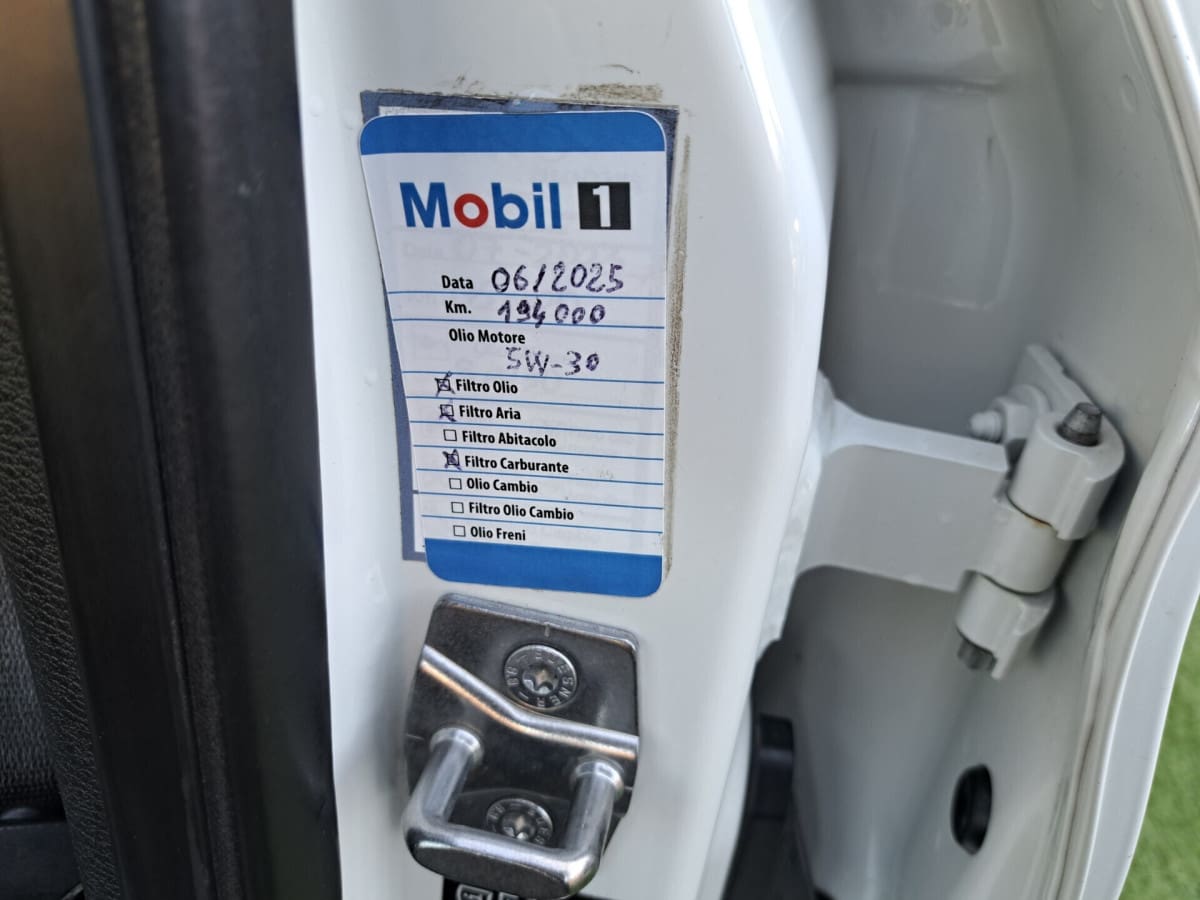 Mobil 1
Data 06/2025
Km. 194000
Olio Motore
5W-30
Filtro Olio
Filtro Aria
Filtro Abitacolo
Filtro Carburante
Olio Cambio
Filtro Olio Cambio
Olio Freni